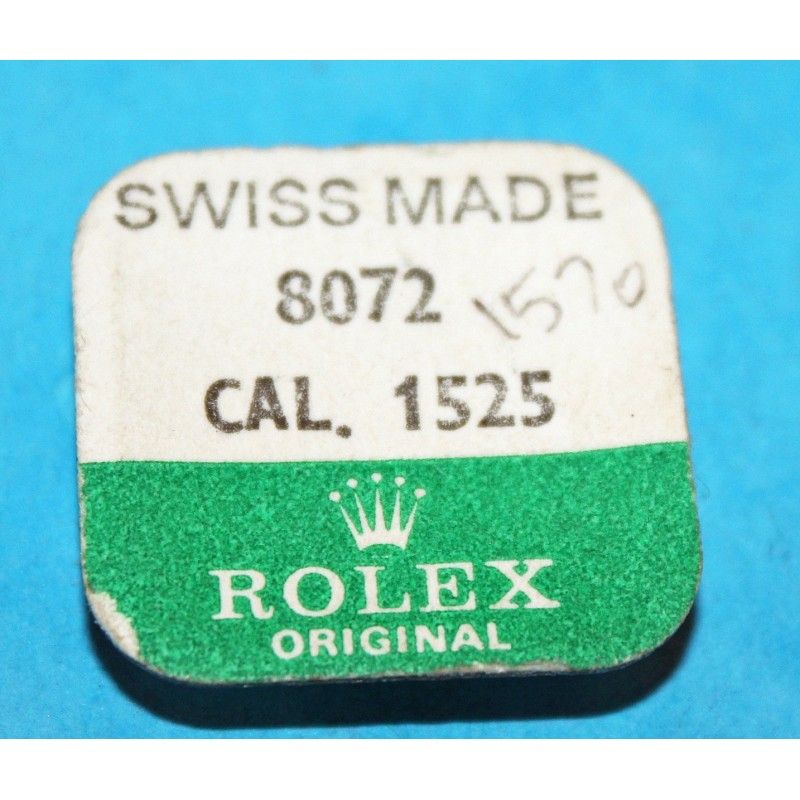 SWISS MADE
8072 1570
CAL. 1525
ROLEX
ORIGINAL